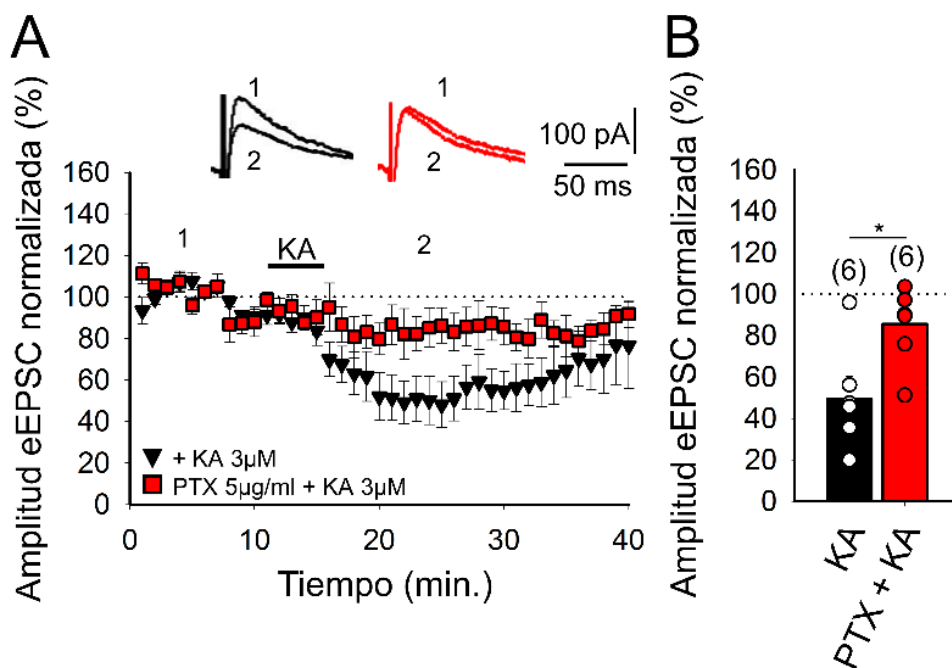 A
Amplitud eEPSC normalizada (%)
1
2
1
2
100 pA
50 ms
160
140
120
100
80
60
40
20
0
1
KA
2
+ KA 3µM
PTX 5µg/ml + KA 3µM
0
10
20
30
40
Tiempo (min.)
B
Amplitud eEPSC normalizada (%)
160
140
120
100
80
60
40
20
0
*
(6)
(6)
KA
PTX + KA